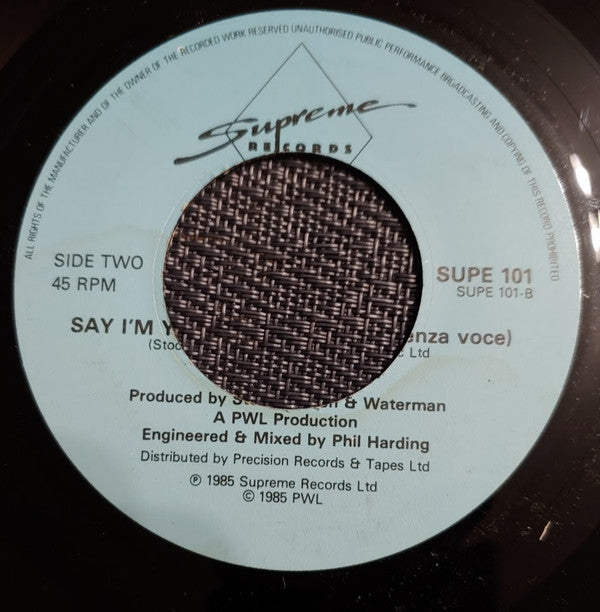 ALL RIGHTS OF THE MANUFACTURER AND OF THE OWNER OF THE RECORDED WORK RESERVED UNAUTHORISED PUBLIC PERFORMANCE BROADCASTING AND COPYING OF THIS RECORD PROHIBITED
Supreme
RECORDS
SIDE TWO
45 RPM
SUPE 101
SUPE 101-B
SAY I'M Y enza voce)
(Stoc Ltd
Produced by St n & Waterman
A PWL Production
Engineered & Mixed by Phil Harding
Distributed by Precision Records & Tapes Ltd
℗ 1985 Supreme Records Ltd
© 1985 PWL